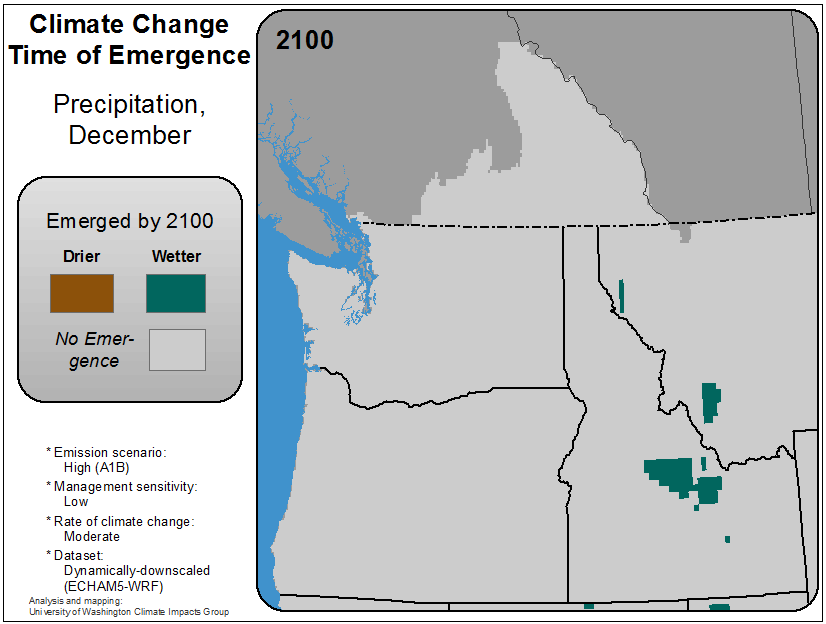 Climate Change
Time of Emergence
Precipitation,
December
Emerged by 2100
Drier Wetter
No Emer-
gence
* Emission scenario:
High (A1B)
* Management sensitivity:
Low
* Rate of climate change:
Moderate
* Dataset:
Dynamically-downscaled
(ECHAM5-WRF)
Analysis and mapping:
University of Washington Climate Impacts Group
2100